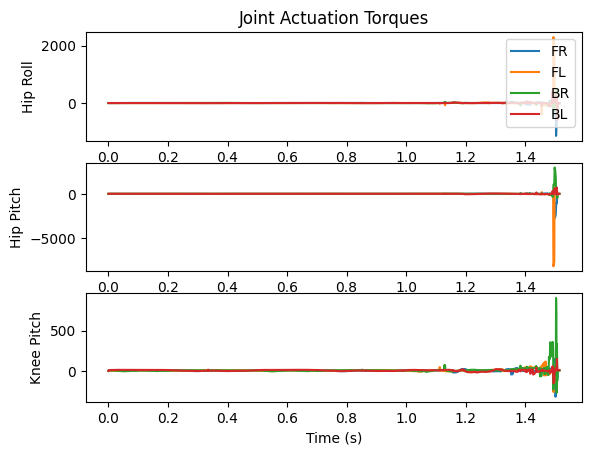 Joint Actuation Torques
Hip Roll
2000
0
0.0 0.2 0.4 0.6 0.8 1.0 1.2 1.4
FR
FL
BR
BL
Hip Pitch
0
−5000
0.0 0.2 0.4 0.6 0.8 1.0 1.2 1.4
Knee Pitch
500
0
0.0 0.2 0.4 0.6 0.8 1.0 1.2 1.4
Time (s)